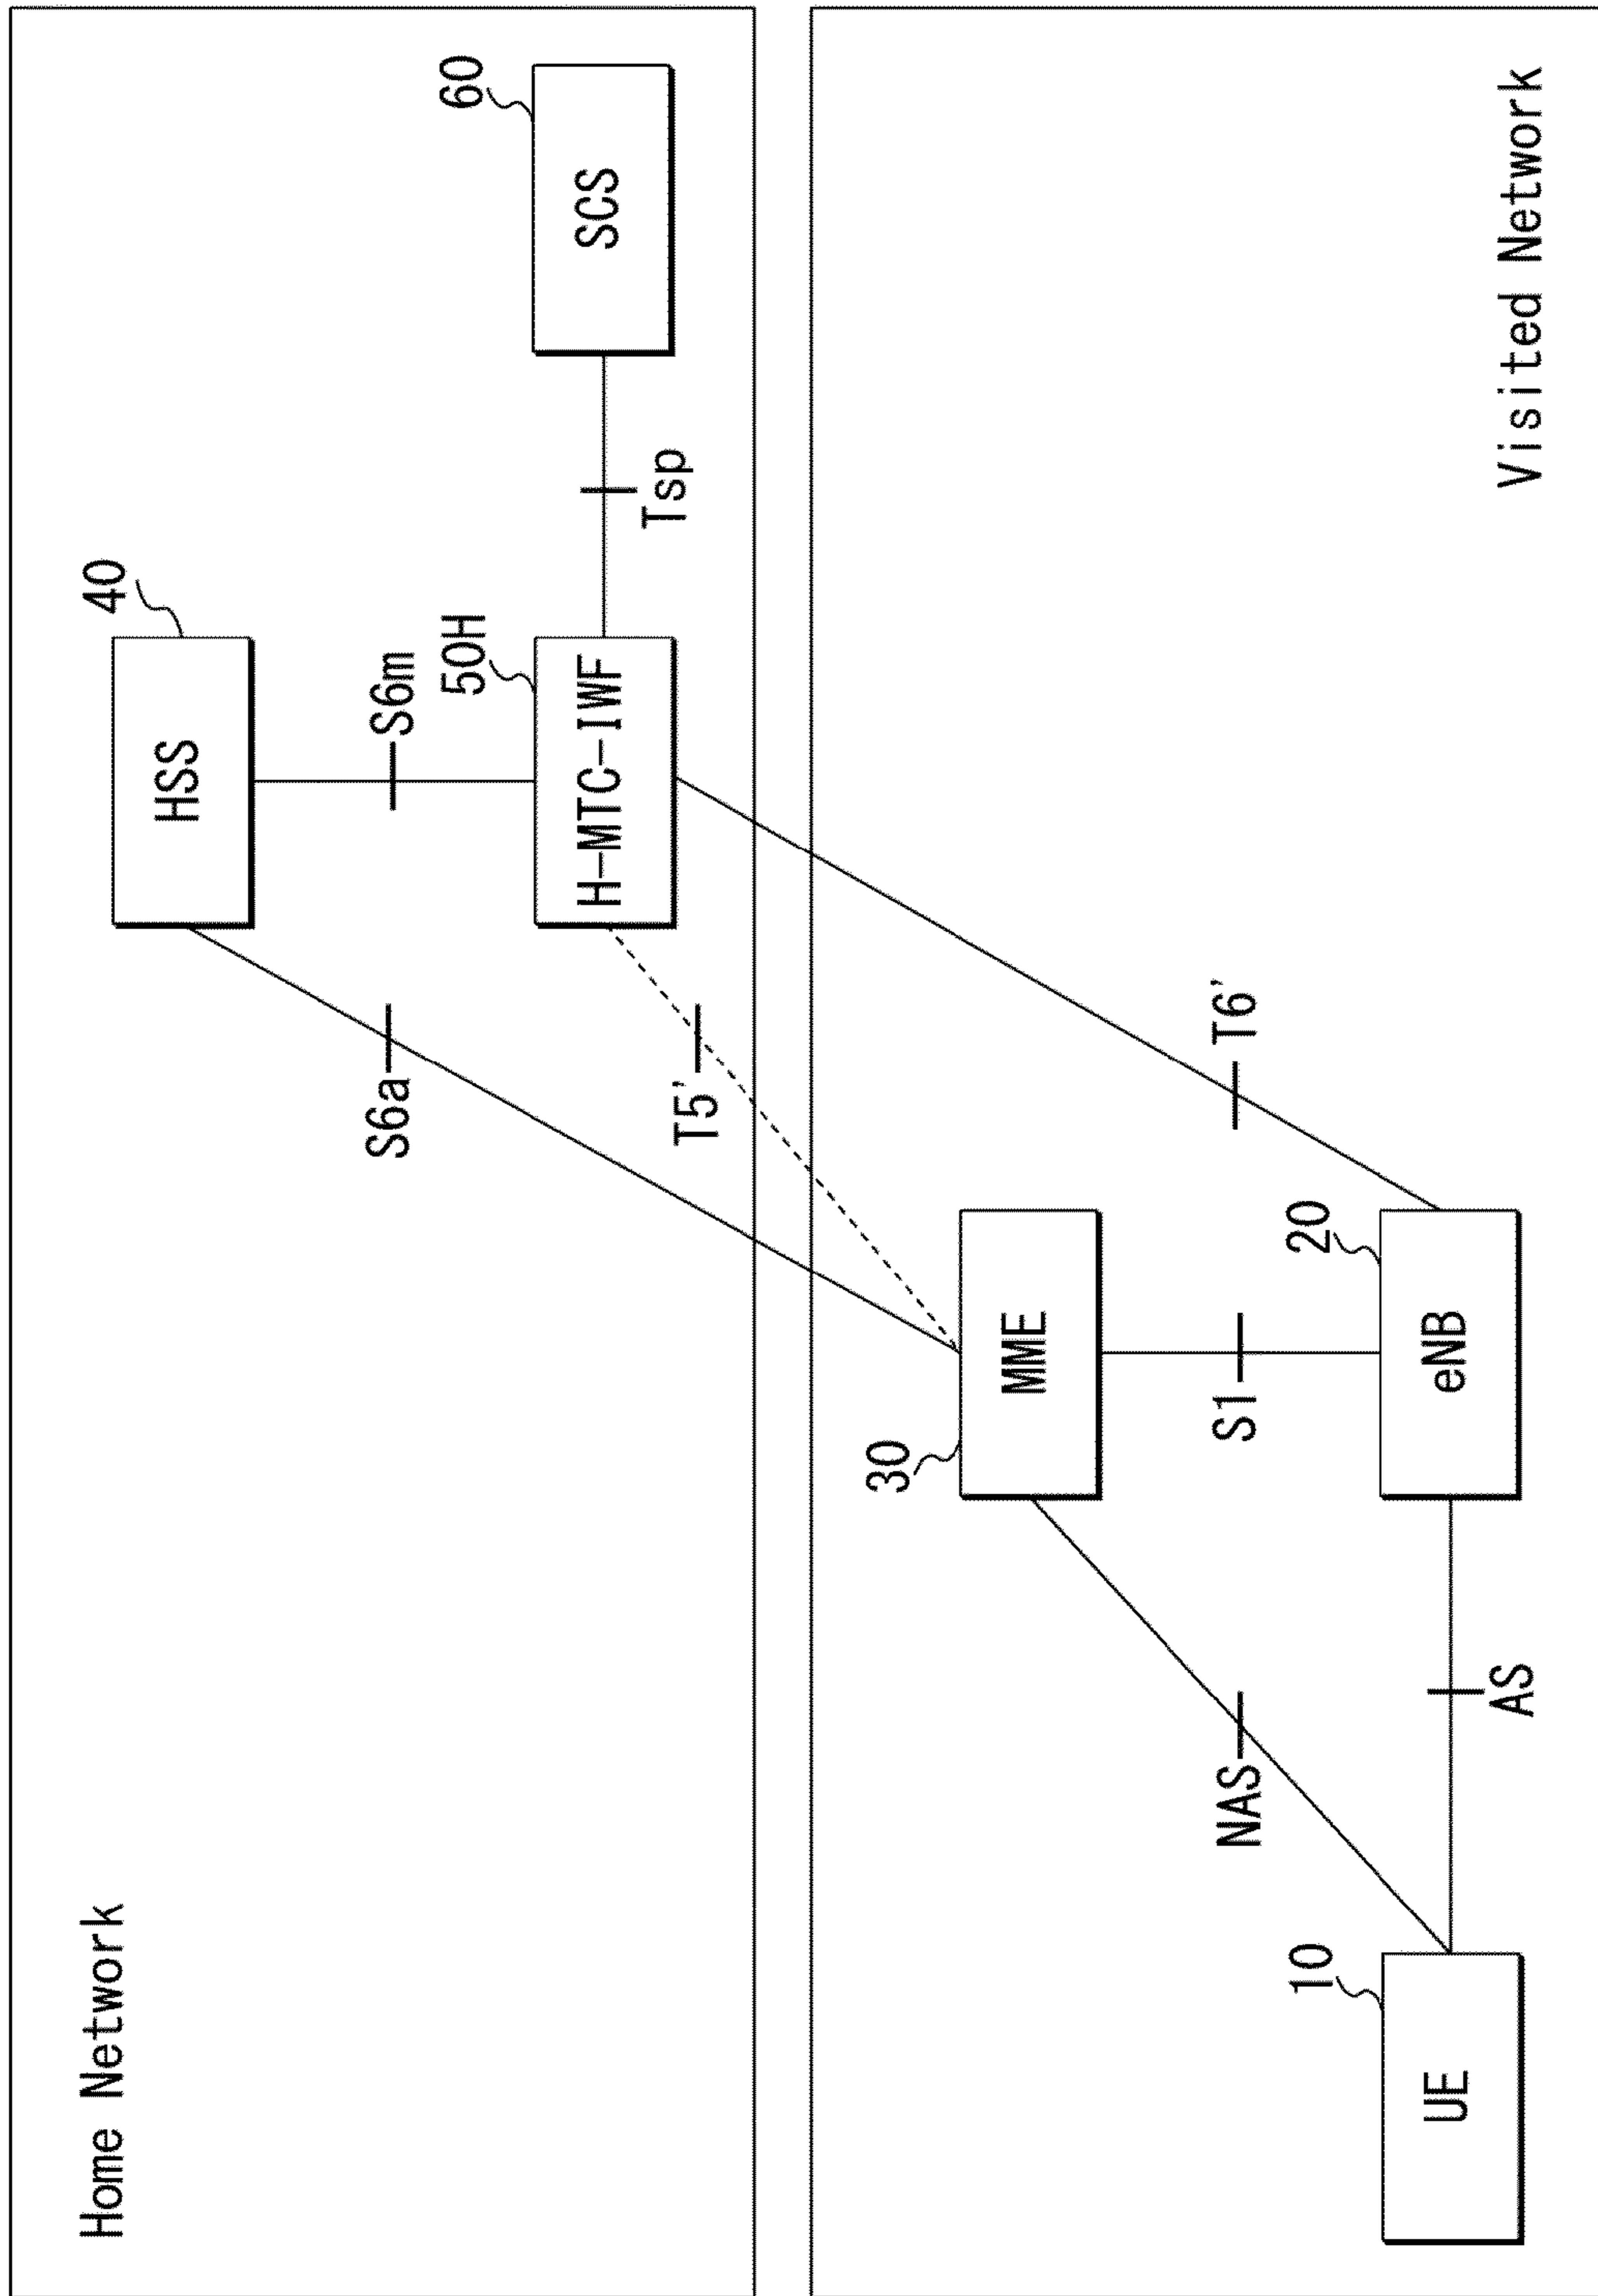 Home Network
HSS
40
S6a
S6m
50H
60
H-MTC-IWF
SCS
T5'
Tsp
30
MME
NAS
S1
T6'
10
20
UE
AS
eNB
Visited Network